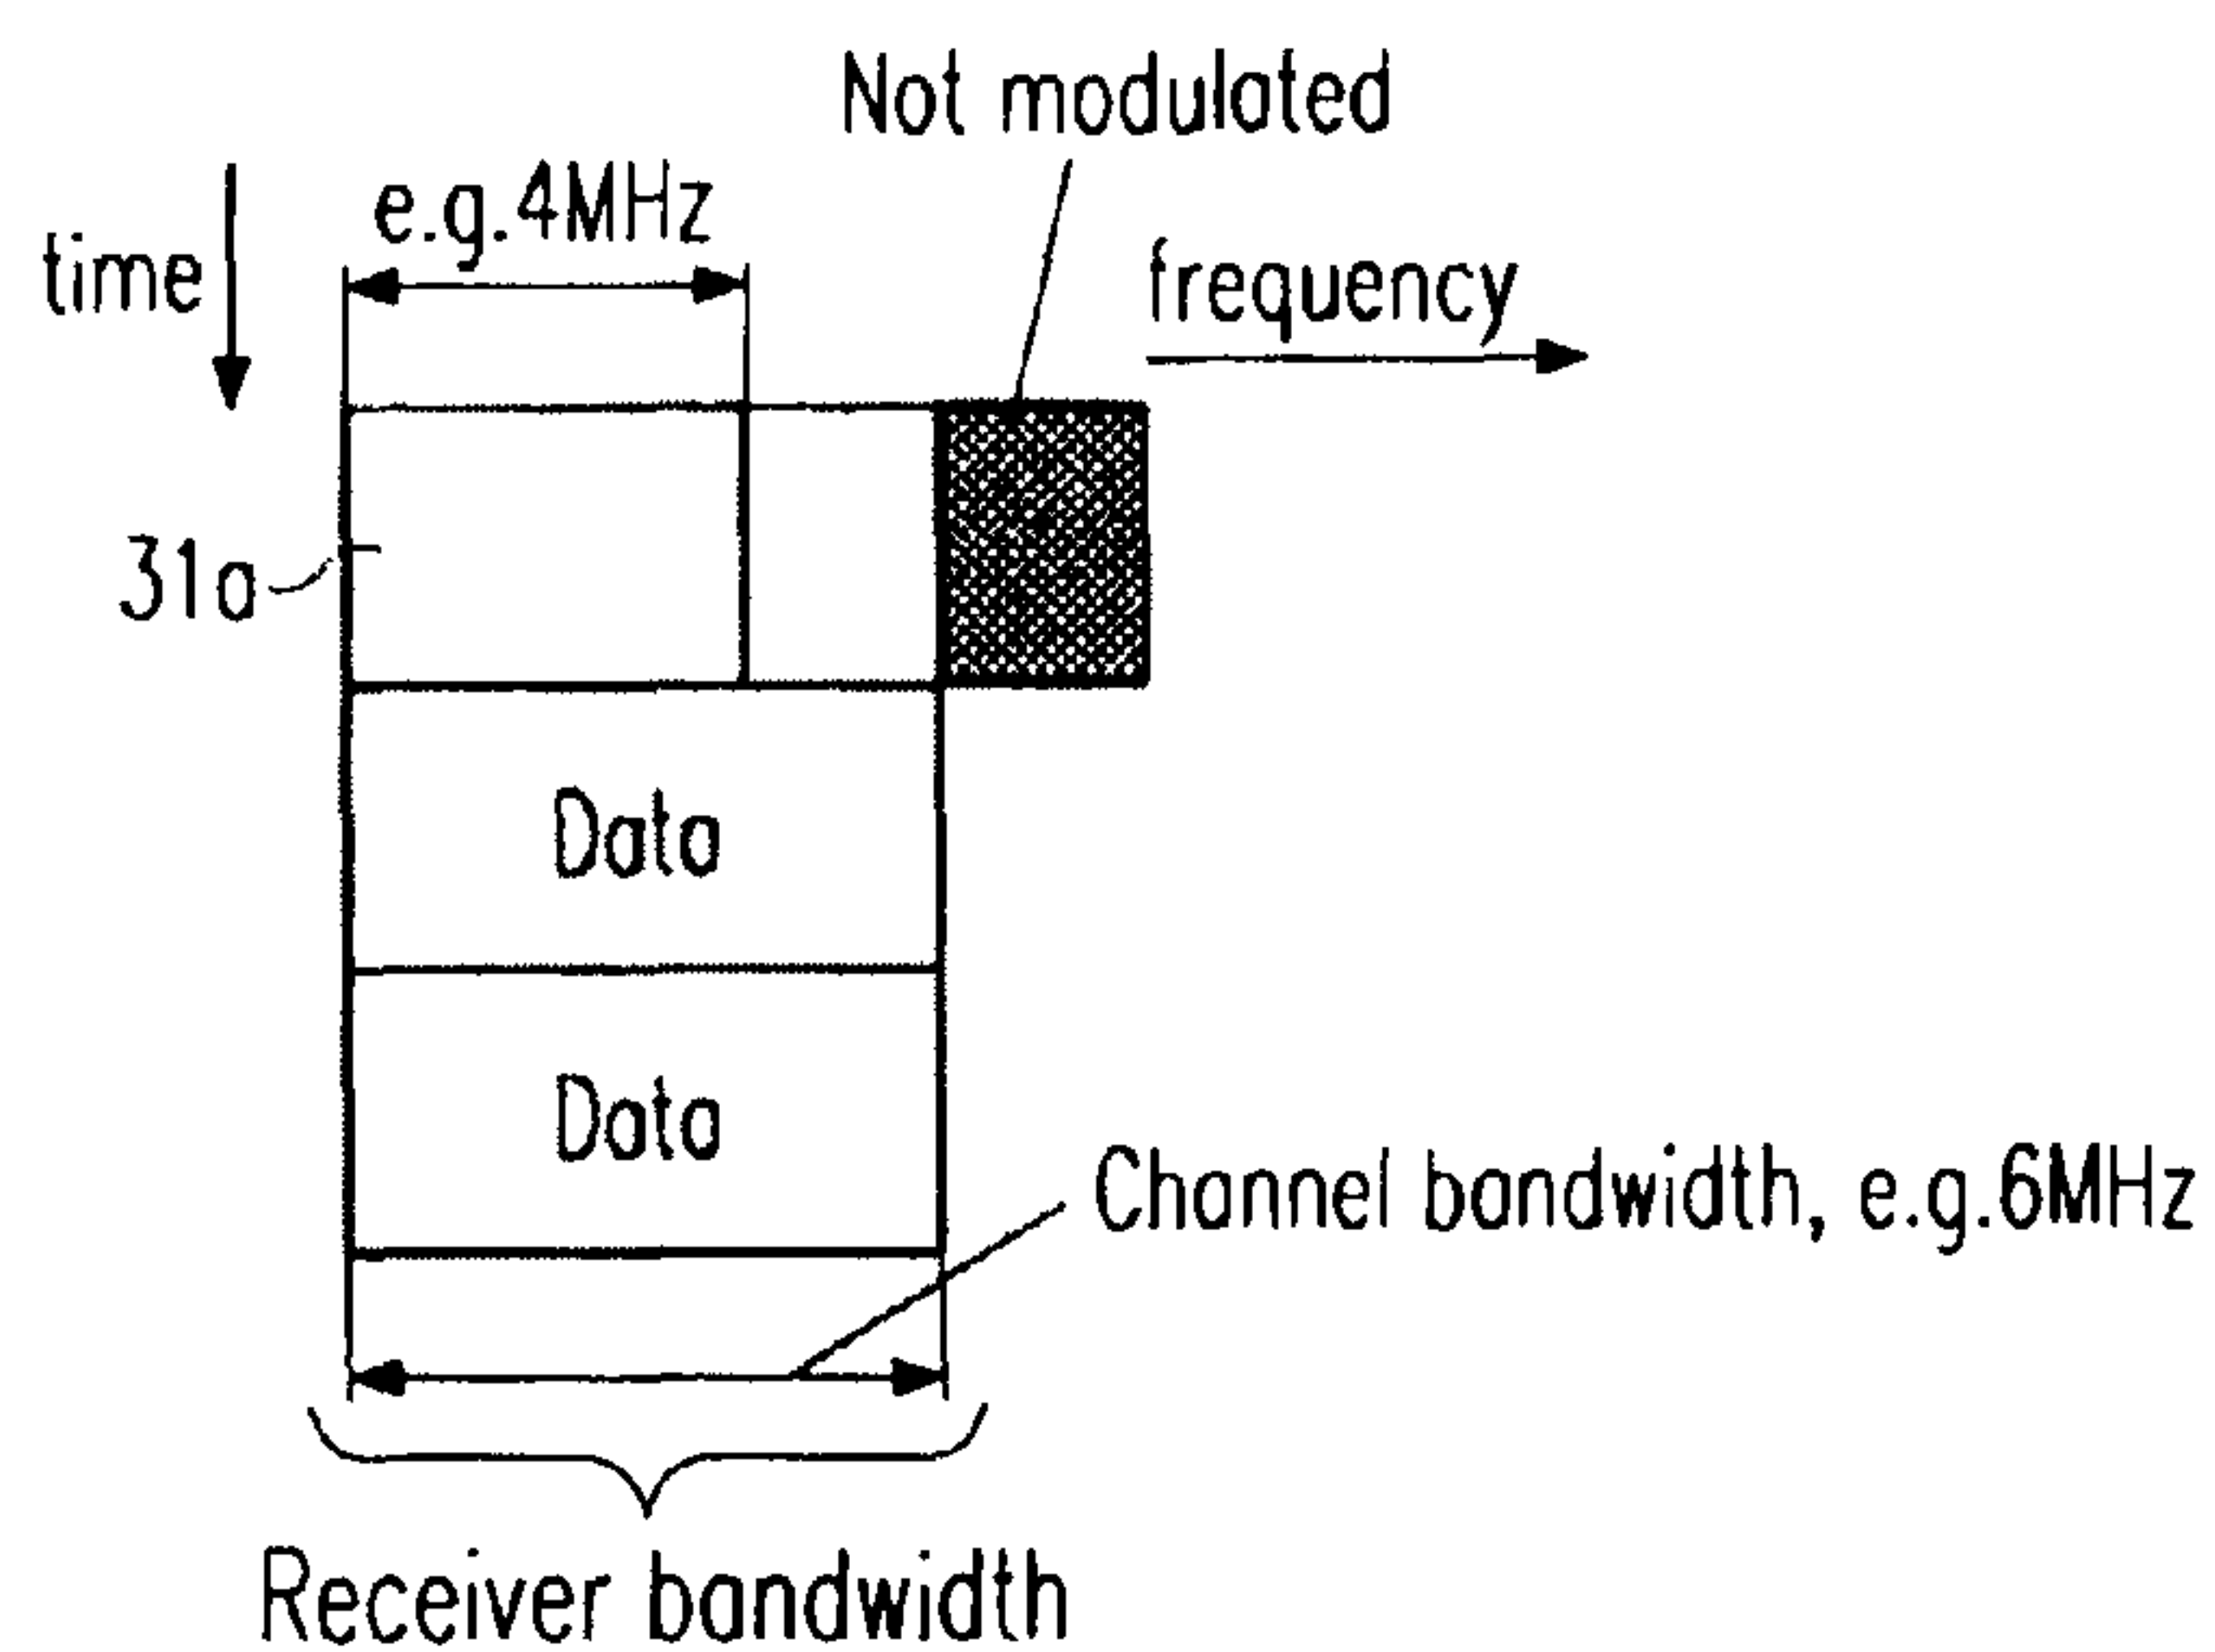 Not modulated
e.g.4MHz
time
frequency
31a
Data
Data
Channel bandwidth, e.g.6MHz
Receiver bandwidth